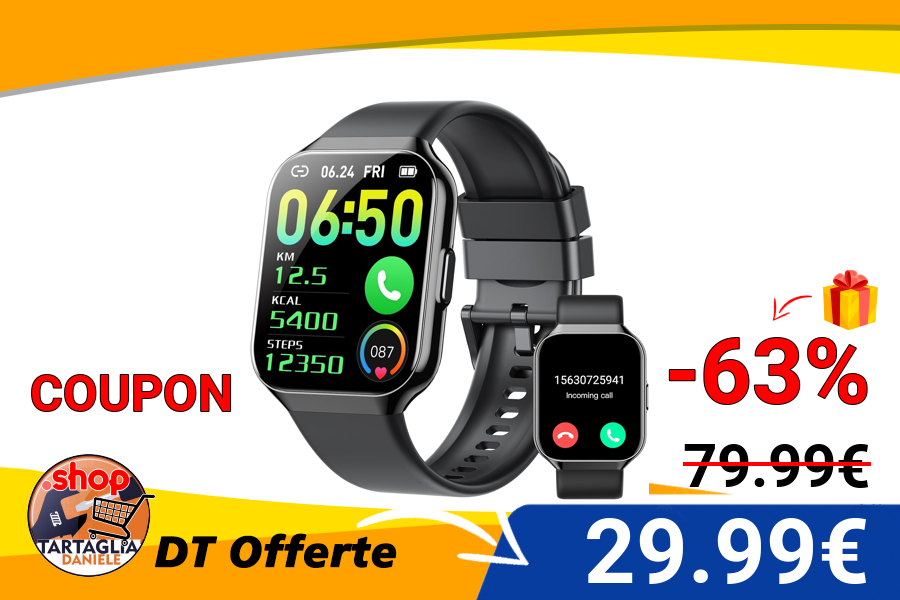 06.24 FRI
06:50
KM
12.5
KCAL
5400
STEPS
12350
087
15630725941
Incoming call
COUPON
-63%
79.99€
29.99€
.shop
TARTAGLIA
DANIELE
DT Offerte